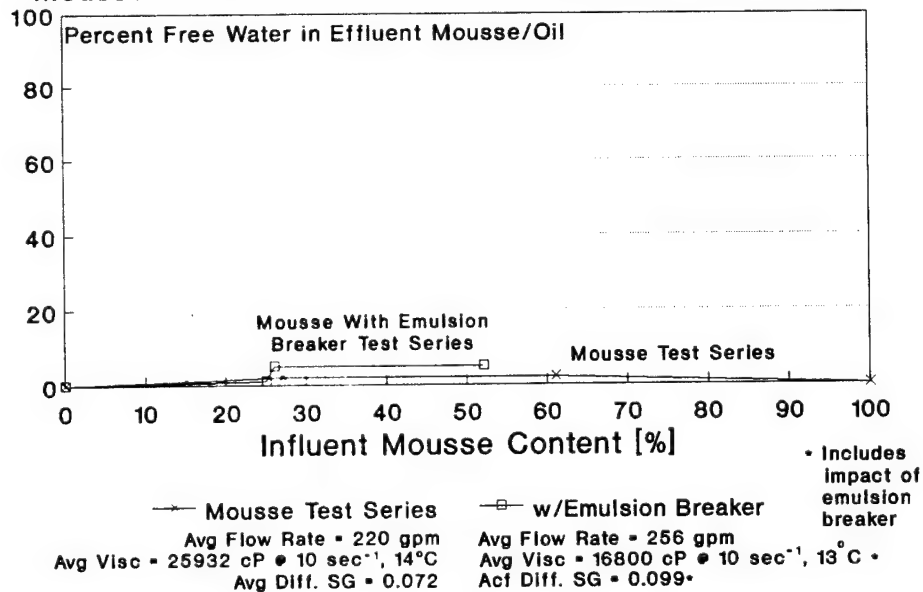 100
Percent Free Water in Effluent Mousse/Oil
80
60
40
20
0
Mousse With Emulsion
Breaker Test Series
Mousse Test Series
0 10 20 30 40 50 60 70 80 90 100
Influent Mousse Content [%]
* Includes
impact of
emulsion
breaker
Mousse Test Series
Avg Flow Rate = 220 gpm
Avg Visc = 25932 cP @ 10 sec⁻¹, 14°C
Avg Diff. SG = 0.072
w/Emulsion Breaker
Avg Flow Rate = 256 gpm
Avg Visc = 16800 cP @ 10 sec⁻¹, 13°C *
Act Diff. SG = 0.099*